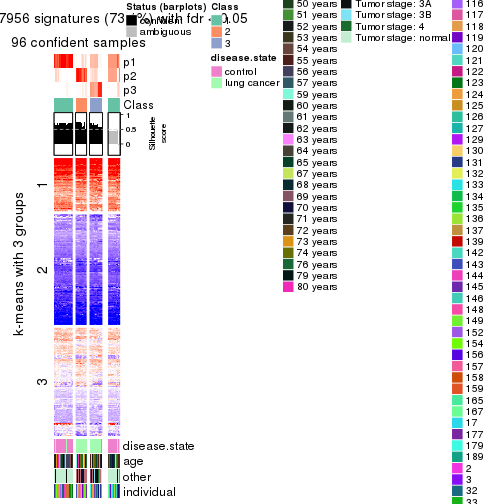 7956 signatures (73 %) with fdr < 0.05
96 confident samples
p1
p2
p3
Class
1
0.5
0
Silhouette
score
k-means with 3 groups
1
2
3
disease.state
age
other
individual
Status (barplots)
confident
ambiguous
Class
1
2
3
disease.state
control
lung cancer
50 years
51 years
52 years
53 years
54 years
55 years
56 years
57 years
59 years
60 years
61 years
62 years
63 years
64 years
65 years
67 years
68 years
69 years
70 years
71 years
72 years
73 years
74 years
76 years
79 years
80 years
Tumor stage: 3A
Tumor stage: 3B
Tumor stage: 4
Tumor stage: normal
116
117
118
119
120
121
122
123
124
125
126
127
129
130
131
132
133
134
135
136
137
139
142
143
144
145
146
148
149
152
154
156
157
158
159
165
167
17
177
179
189
2
3
32
33